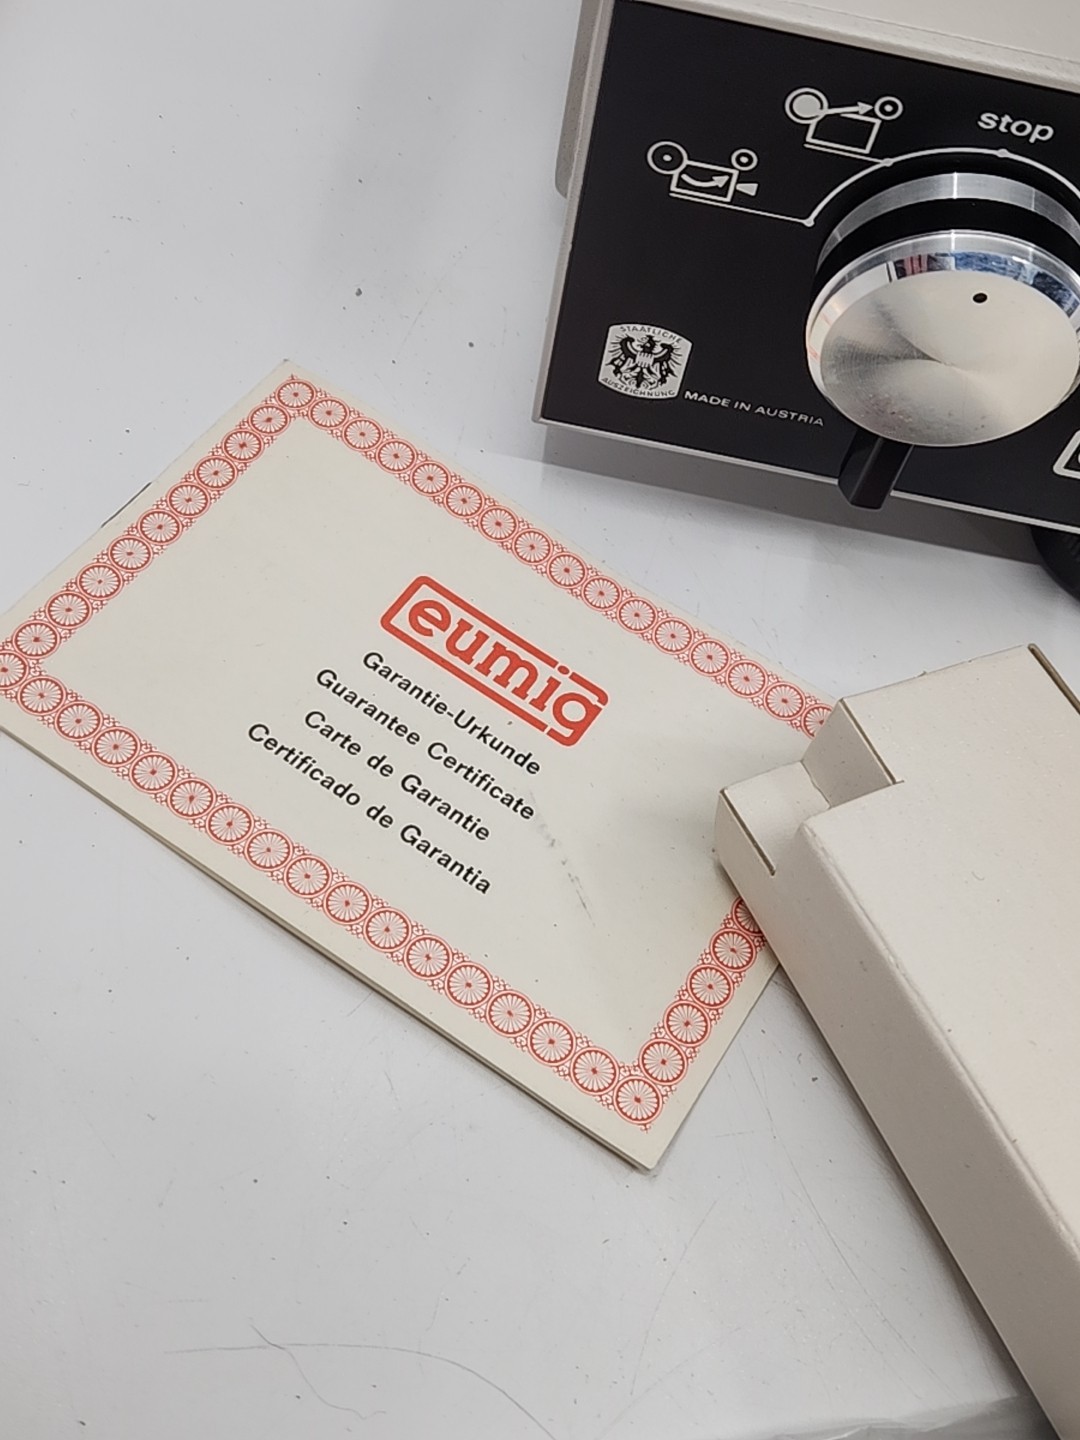 stop
STAATLICHE
AUSZEICHNUNG
MADE IN AUSTRIA
eumig
Garantie-Urkunde
Guarantee Certificate
Carte de Garantie
Certificado de Garantia